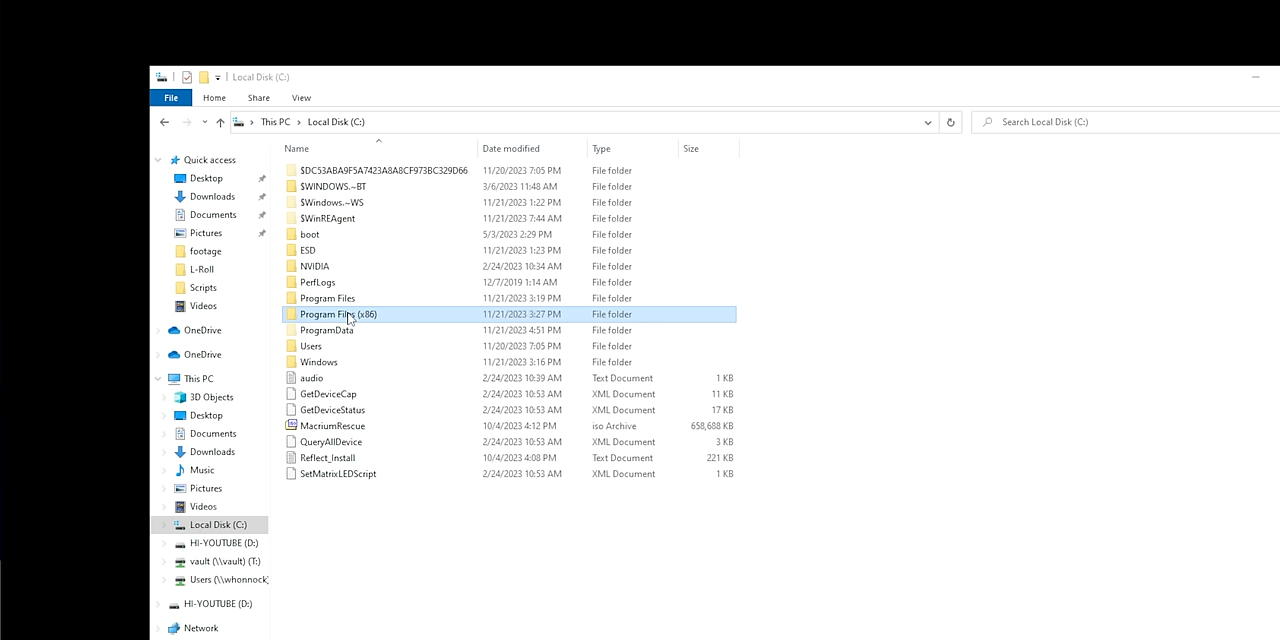 Local Disk (C:)
File Home Share View
This PC > Local Disk (C:)
Search Local Disk (C:)
Name Date modified Type Size
Quick access
Desktop
Downloads
Documents
Pictures
footage
L-Roll
Scripts
Videos
OneDrive
OneDrive
This PC
3D Objects
Desktop
Documents
Downloads
Music
Pictures
Videos
Local Disk (C:)
HI-YOUTUBE (D:)
vault (\\vault) (T:)
Users (\\whonnock)
HI-YOUTUBE (D:)
Network
$DC53ABA9F5A7423A8A8CF973BC329D66 11/20/2023 7:05 PM File folder
$WINDOWS.~BT 3/6/2023 11:48 AM File folder
$Windows.~WS 11/21/2023 1:22 PM File folder
$WinREAgent 11/21/2023 7:44 AM File folder
boot 5/3/2023 2:29 PM File folder
ESD 11/21/2023 1:23 PM File folder
NVIDIA 2/24/2023 10:34 AM File folder
PerfLogs 12/7/2019 1:14 AM File folder
Program Files 11/21/2023 3:19 PM File folder
Program Files (x86) 11/21/2023 3:27 PM File folder
ProgramData 11/21/2023 4:51 PM File folder
Users 11/20/2023 7:05 PM File folder
Windows 11/21/2023 3:16 PM File folder
audio 2/24/2023 10:39 AM Text Document 1 KB
GetDeviceCap 2/24/2023 10:53 AM XML Document 11 KB
GetDeviceStatus 2/24/2023 10:53 AM XML Document 17 KB
MacriumRescue 10/4/2023 4:12 PM iso Archive 658,688 KB
QueryAllDevice 2/24/2023 10:53 AM XML Document 3 KB
Reflect_Install 10/4/2023 4:08 PM Text Document 221 KB
SetMatrixLEDScript 2/24/2023 10:53 AM XML Document 1 KB